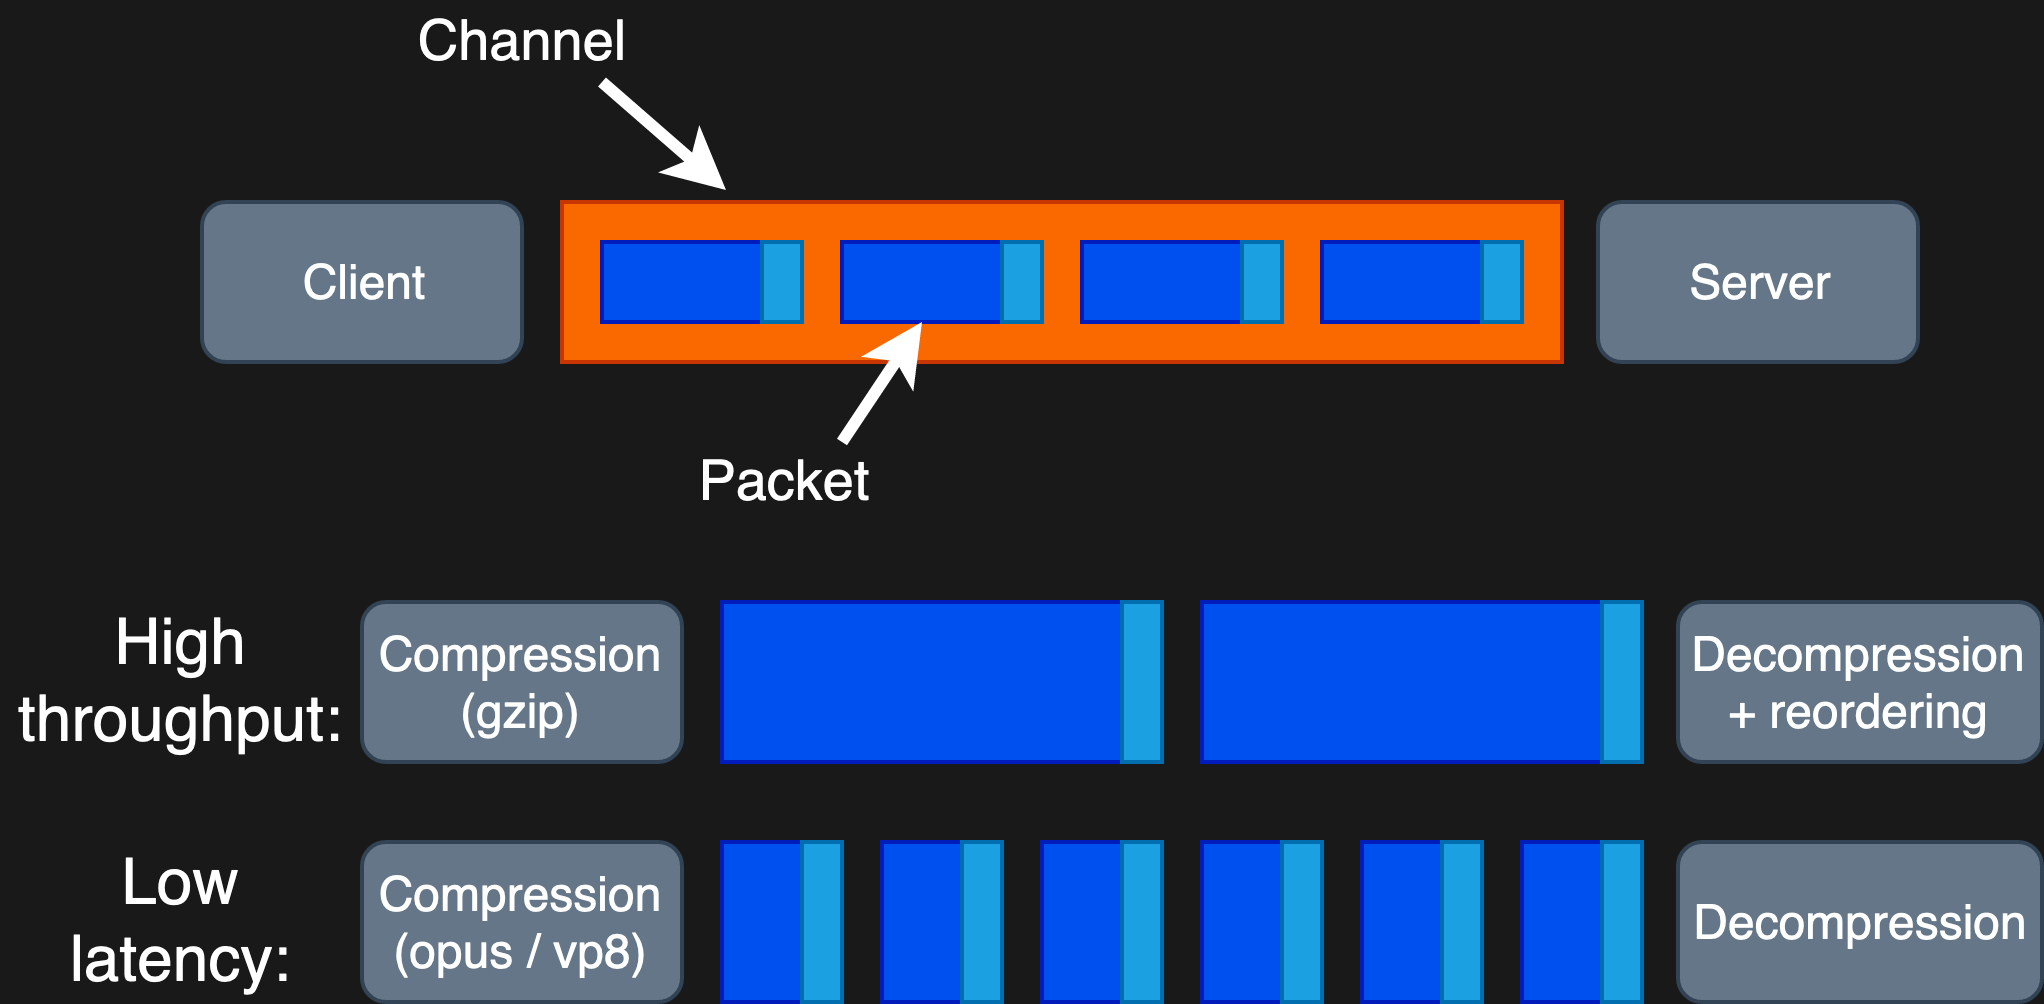 Channel
Client
Server
Packet
High
throughput:
Compression
(gzip)
Decompression
+ reordering
Low
latency:
Compression
(opus / vp8)
Decompression